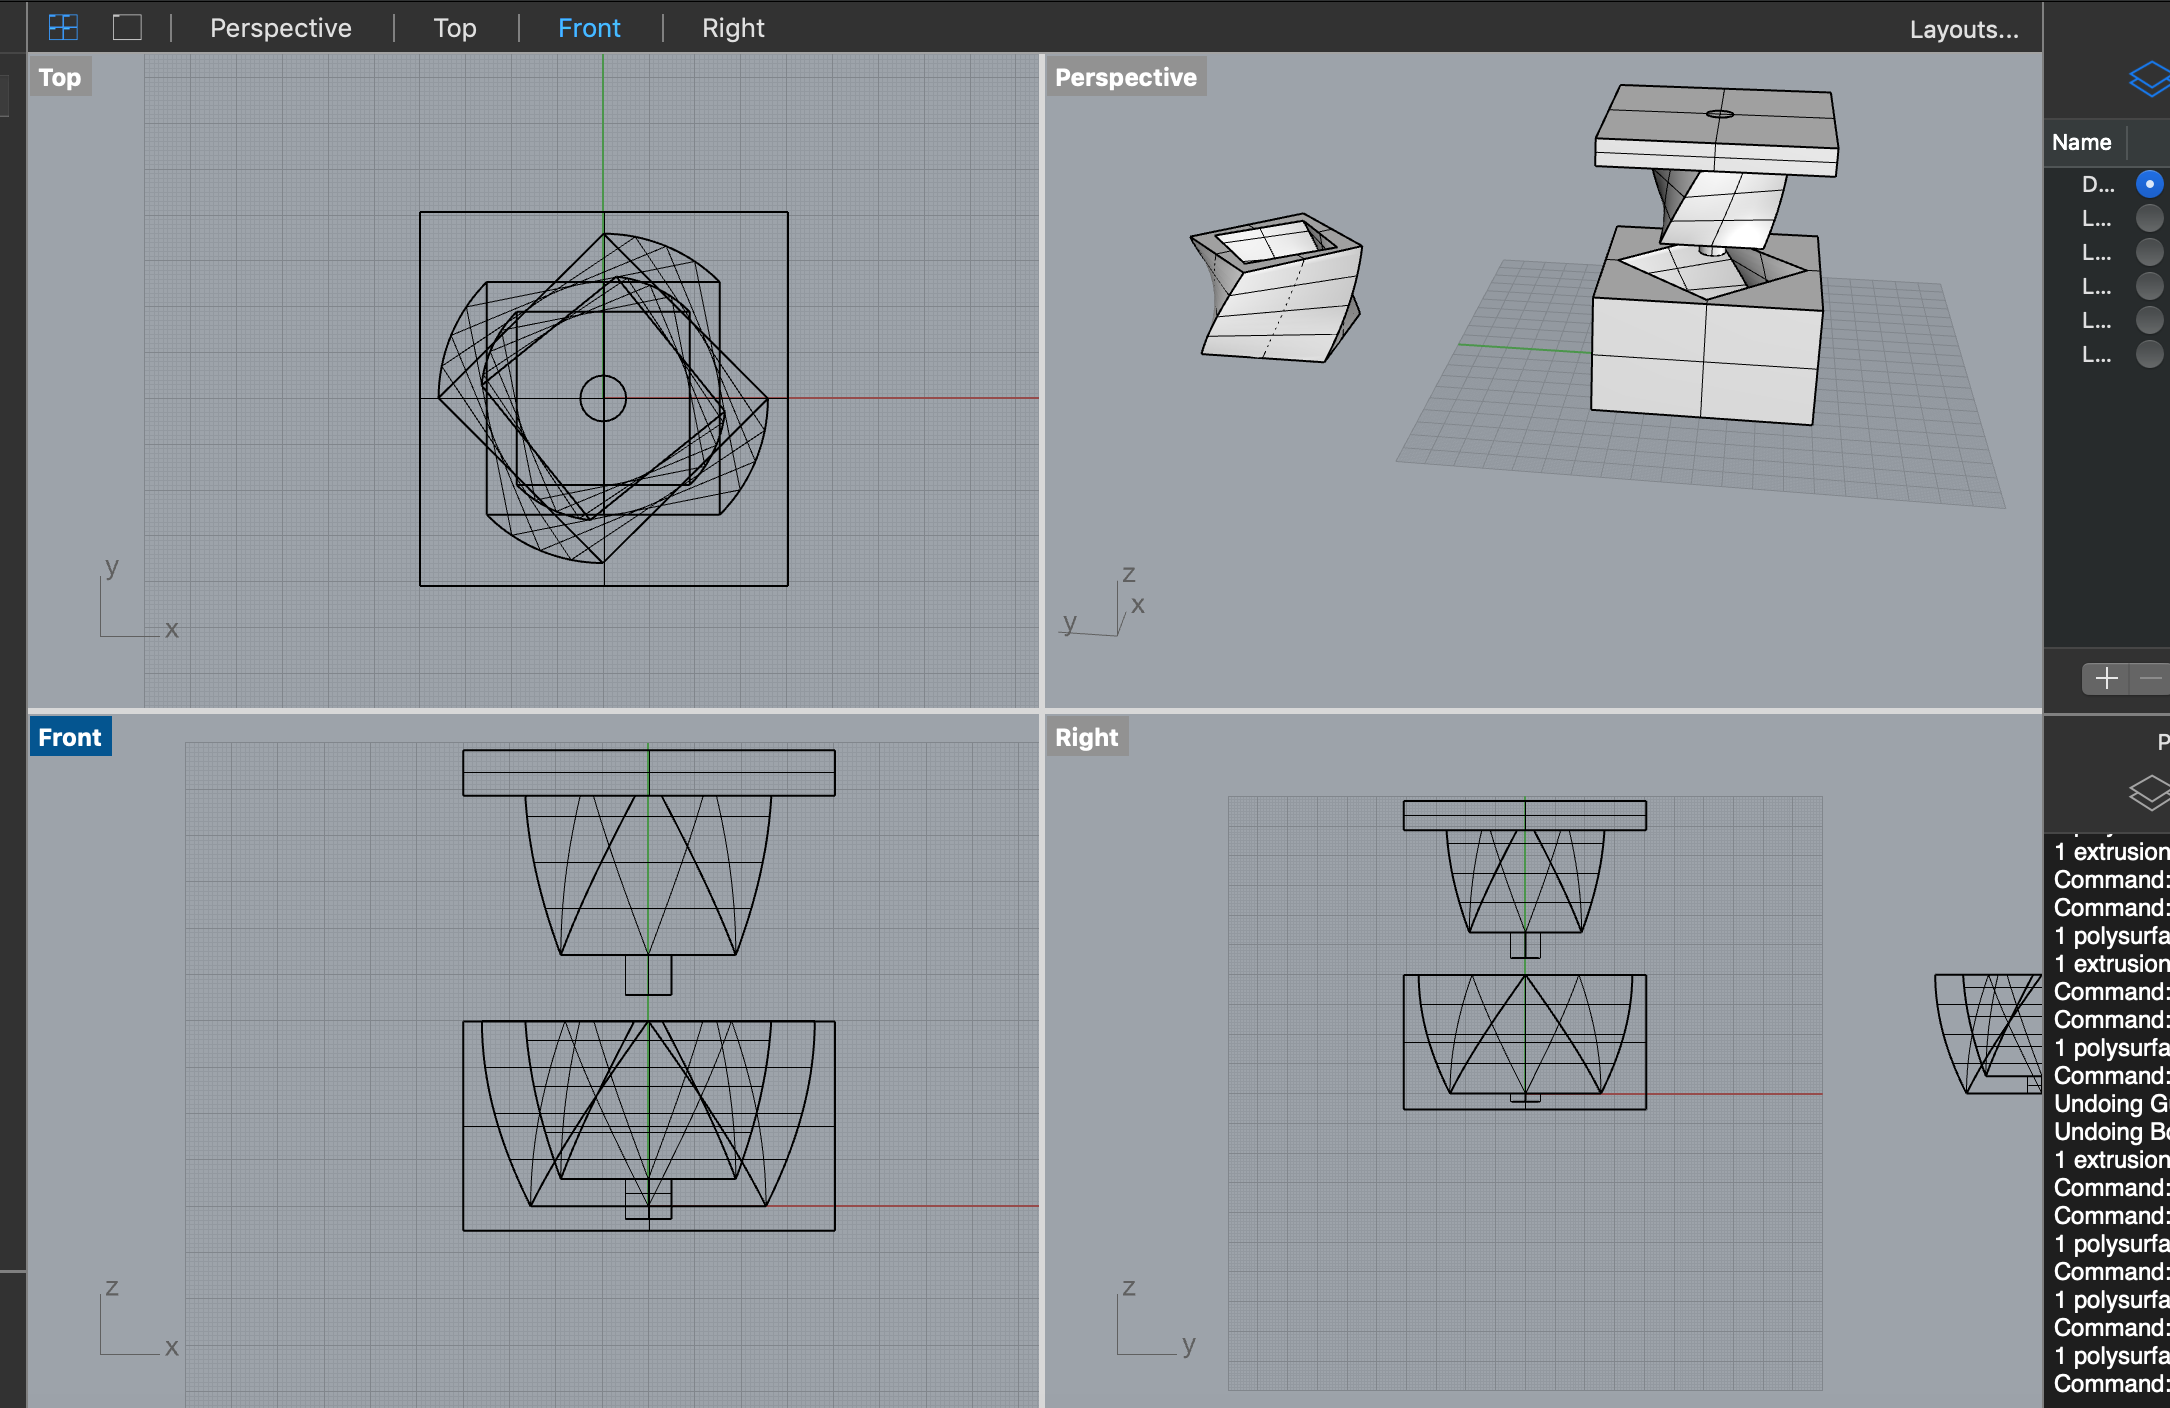 Perspective
Top
Front
Right
Layouts...
Top
Perspective
Name
D...
L...
L...
L...
L...
L...
y
x
z
x
y
Front
Right
P
1 extrusion
Command:
Command:
1 polysurfa
1 extrusion
Command:
Command:
1 polysurfa
Command:
Undoing G
Undoing Bo
1 extrusion
Command:
Command:
1 polysurfa
Command:
1 polysurfa
Command:
1 polysurfa
Command:
z
x
z
y